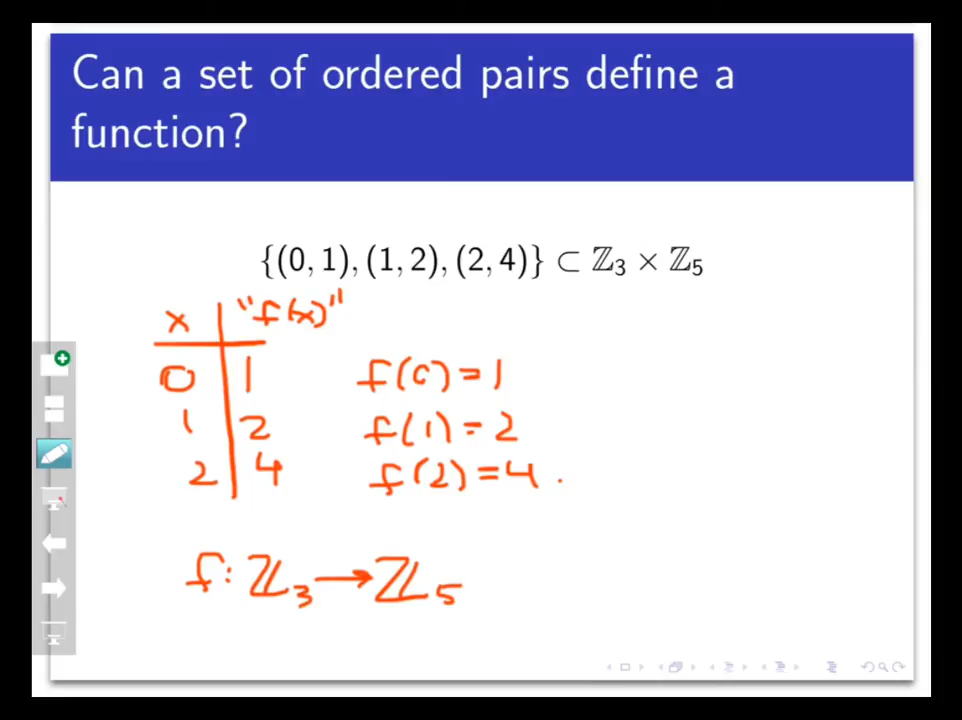 Can a set of ordered pairs define a
function?
{(0, 1), (1, 2), (2, 4)} ⊂ ℤ₃ × ℤ₅
x "f(x)"
0 1 f(0) = 1
1 2 f(1) = 2
2 4 f(2) = 4 .
f: ℤ₃ → ℤ₅